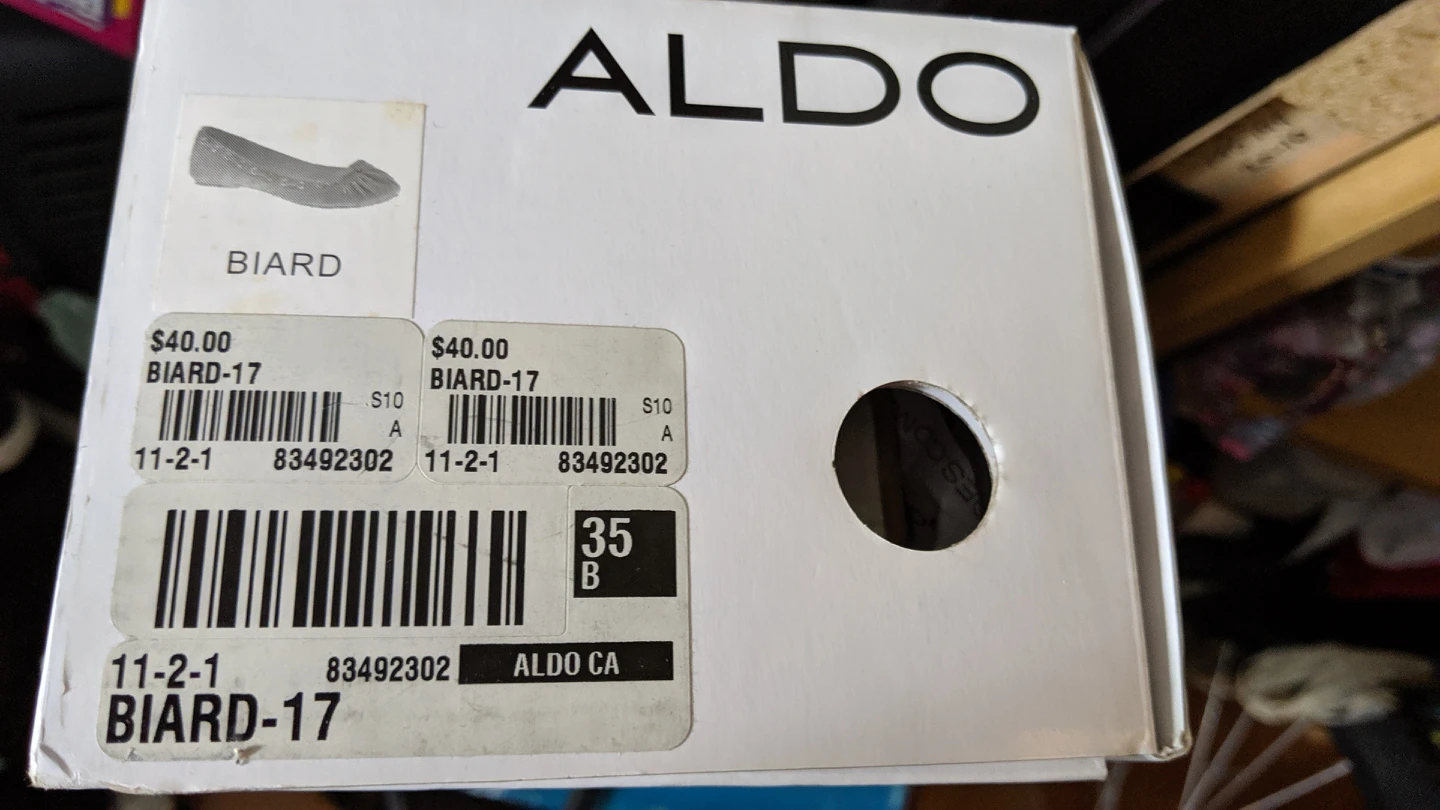 ALDO
BIARD
$40.00
BIARD-17
S10
A
11-2-1 83492302
$40.00
BIARD-17
S10
A
11-2-1 83492302
35
B
11-2-1 83492302 ALDO CA
BIARD-17